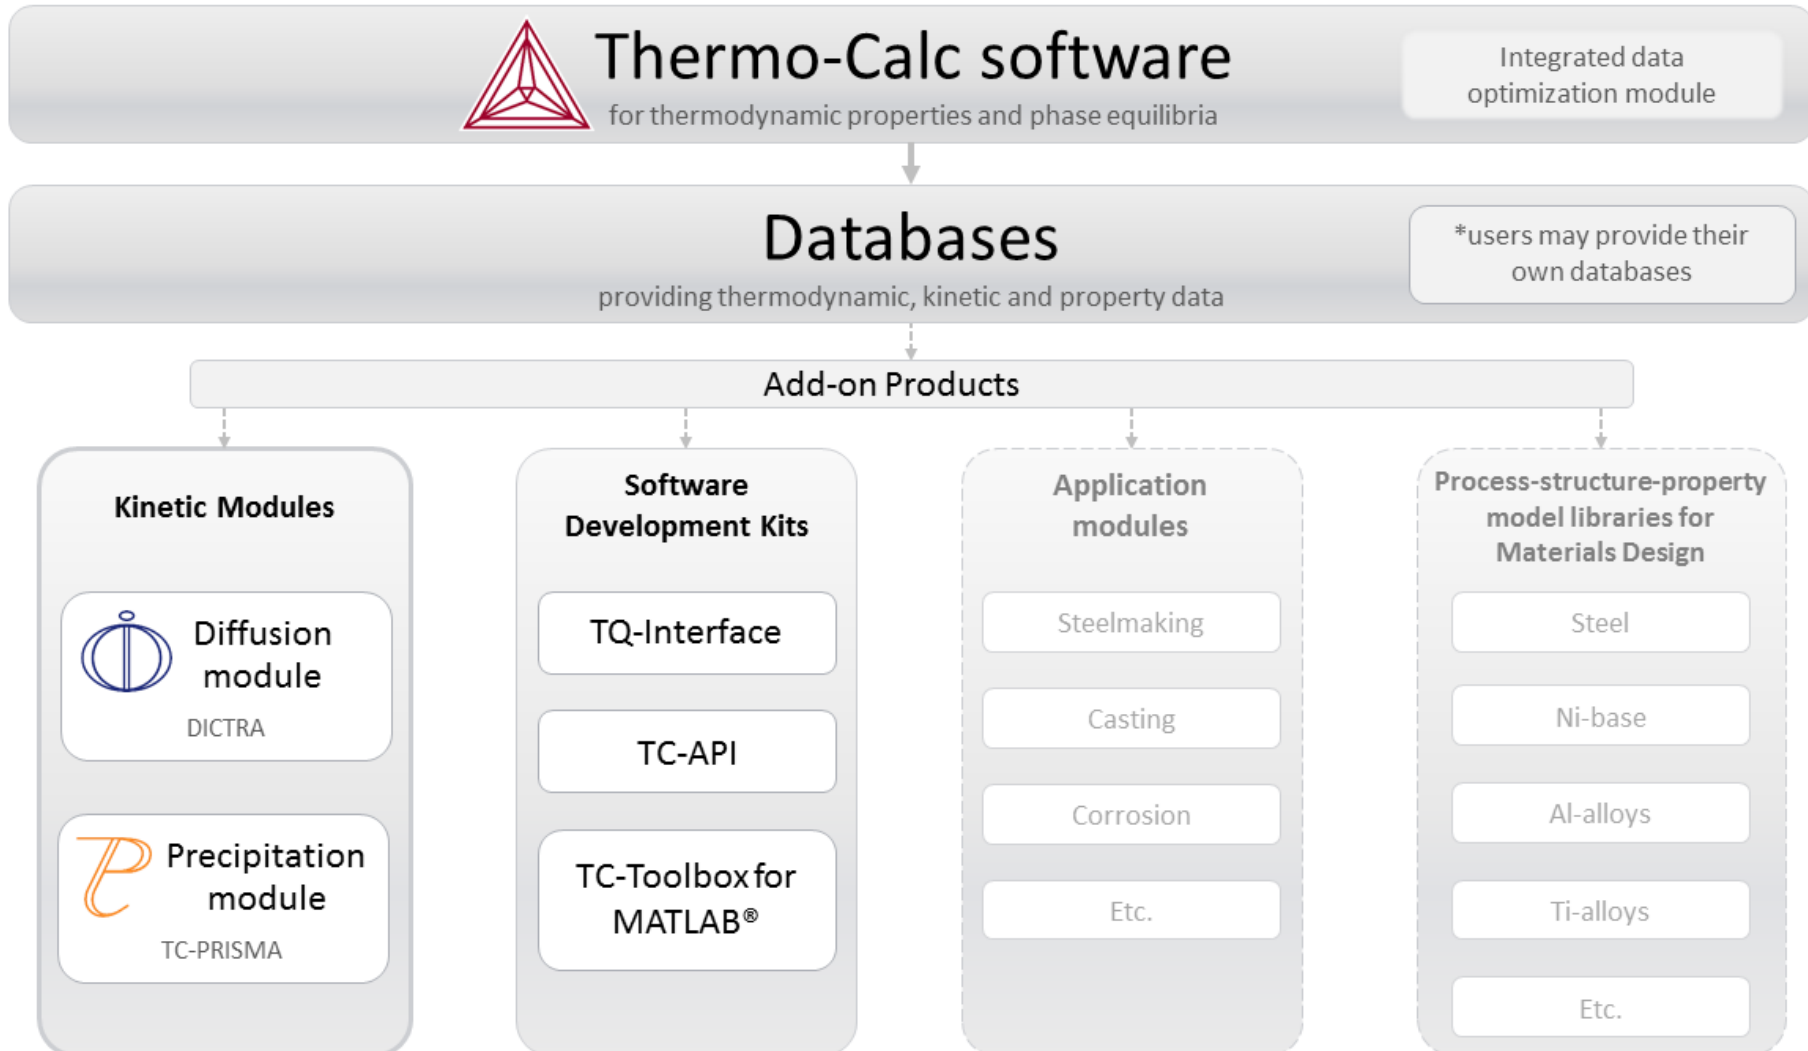 Thermo-Calc software
for thermodynamic properties and phase equilibria
Integrated data
optimization module
Databases
providing thermodynamic, kinetic and property data
*users may provide their
own databases
Add-on Products
Kinetic Modules
Diffusion
module
DICTRA
Precipitation
module
TC-PRISMA
Software
Development Kits
TQ-Interface
TC-API
TC-Toolbox for
MATLAB®
Application
modules
Steelmaking
Casting
Corrosion
Etc.
Process-structure-property
model libraries for
Materials Design
Steel
Ni-base
Al-alloys
Ti-alloys
Etc.